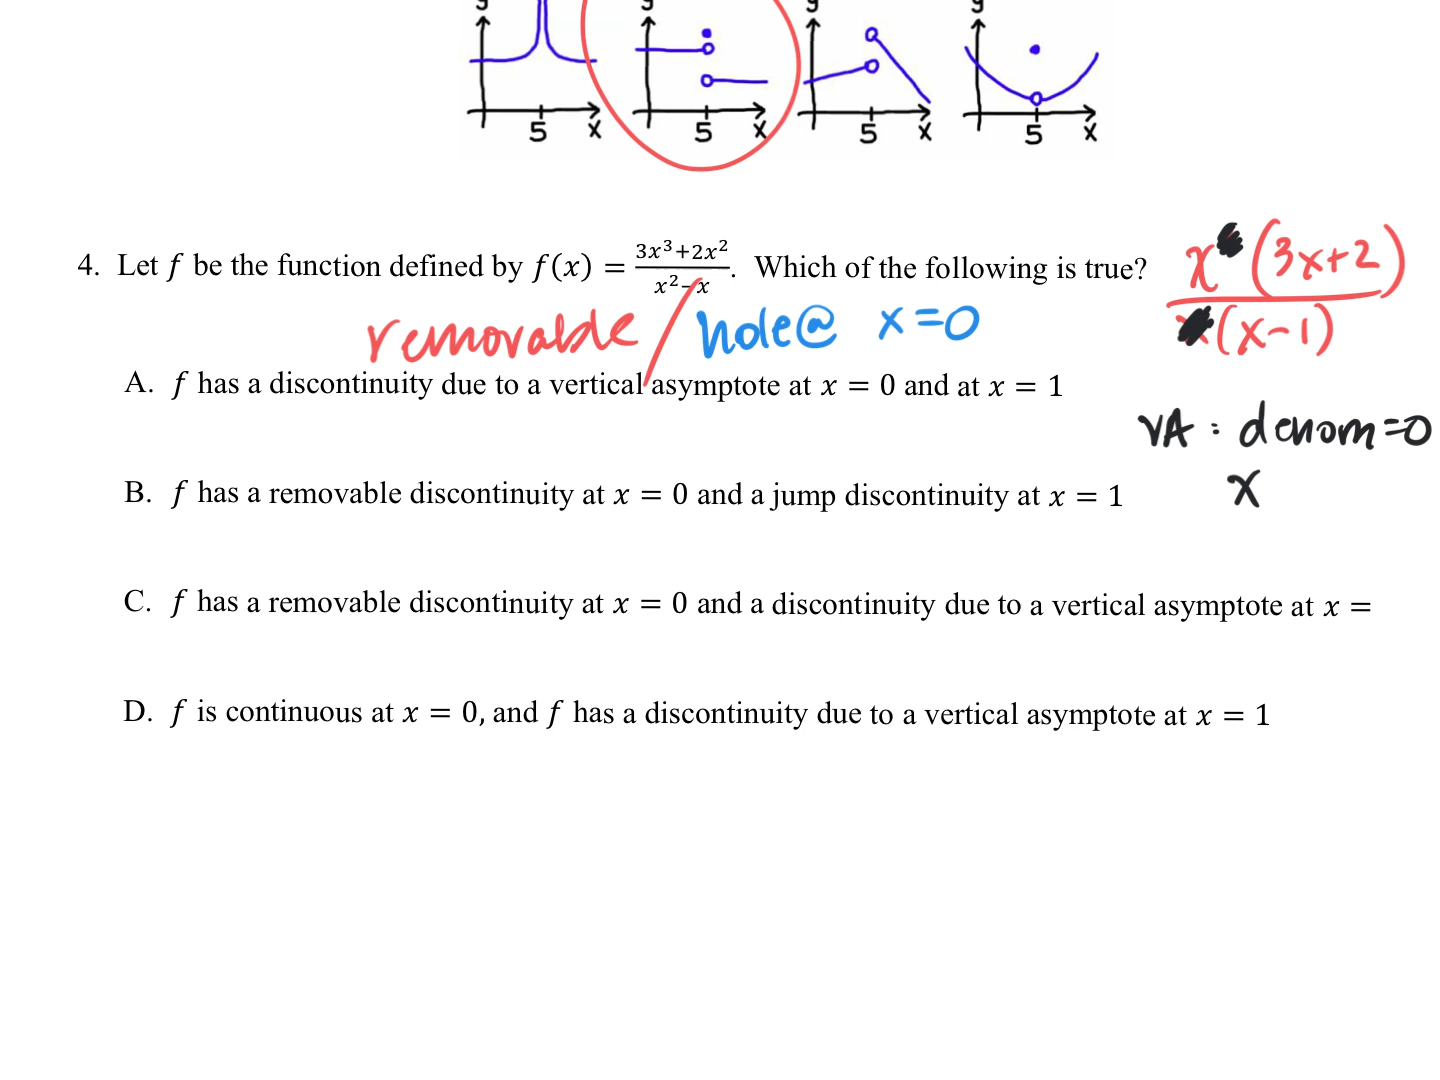 y y y y
5 x 5 x 5 x 5 x
4. Let f be the function defined by f(x) = \frac{3x^3+2x^2}{x^2-x}. Which of the following is true?
x (3x+2)
(x-1)
removable / hole@ x=0
A. f has a discontinuity due to a vertical asymptote at x = 0 and at x = 1
VA : denom=0
B. f has a removable discontinuity at x = 0 and a jump discontinuity at x = 1
x
C. f has a removable discontinuity at x = 0 and a discontinuity due to a vertical asymptote at x =
D. f is continuous at x = 0, and f has a discontinuity due to a vertical asymptote at x = 1